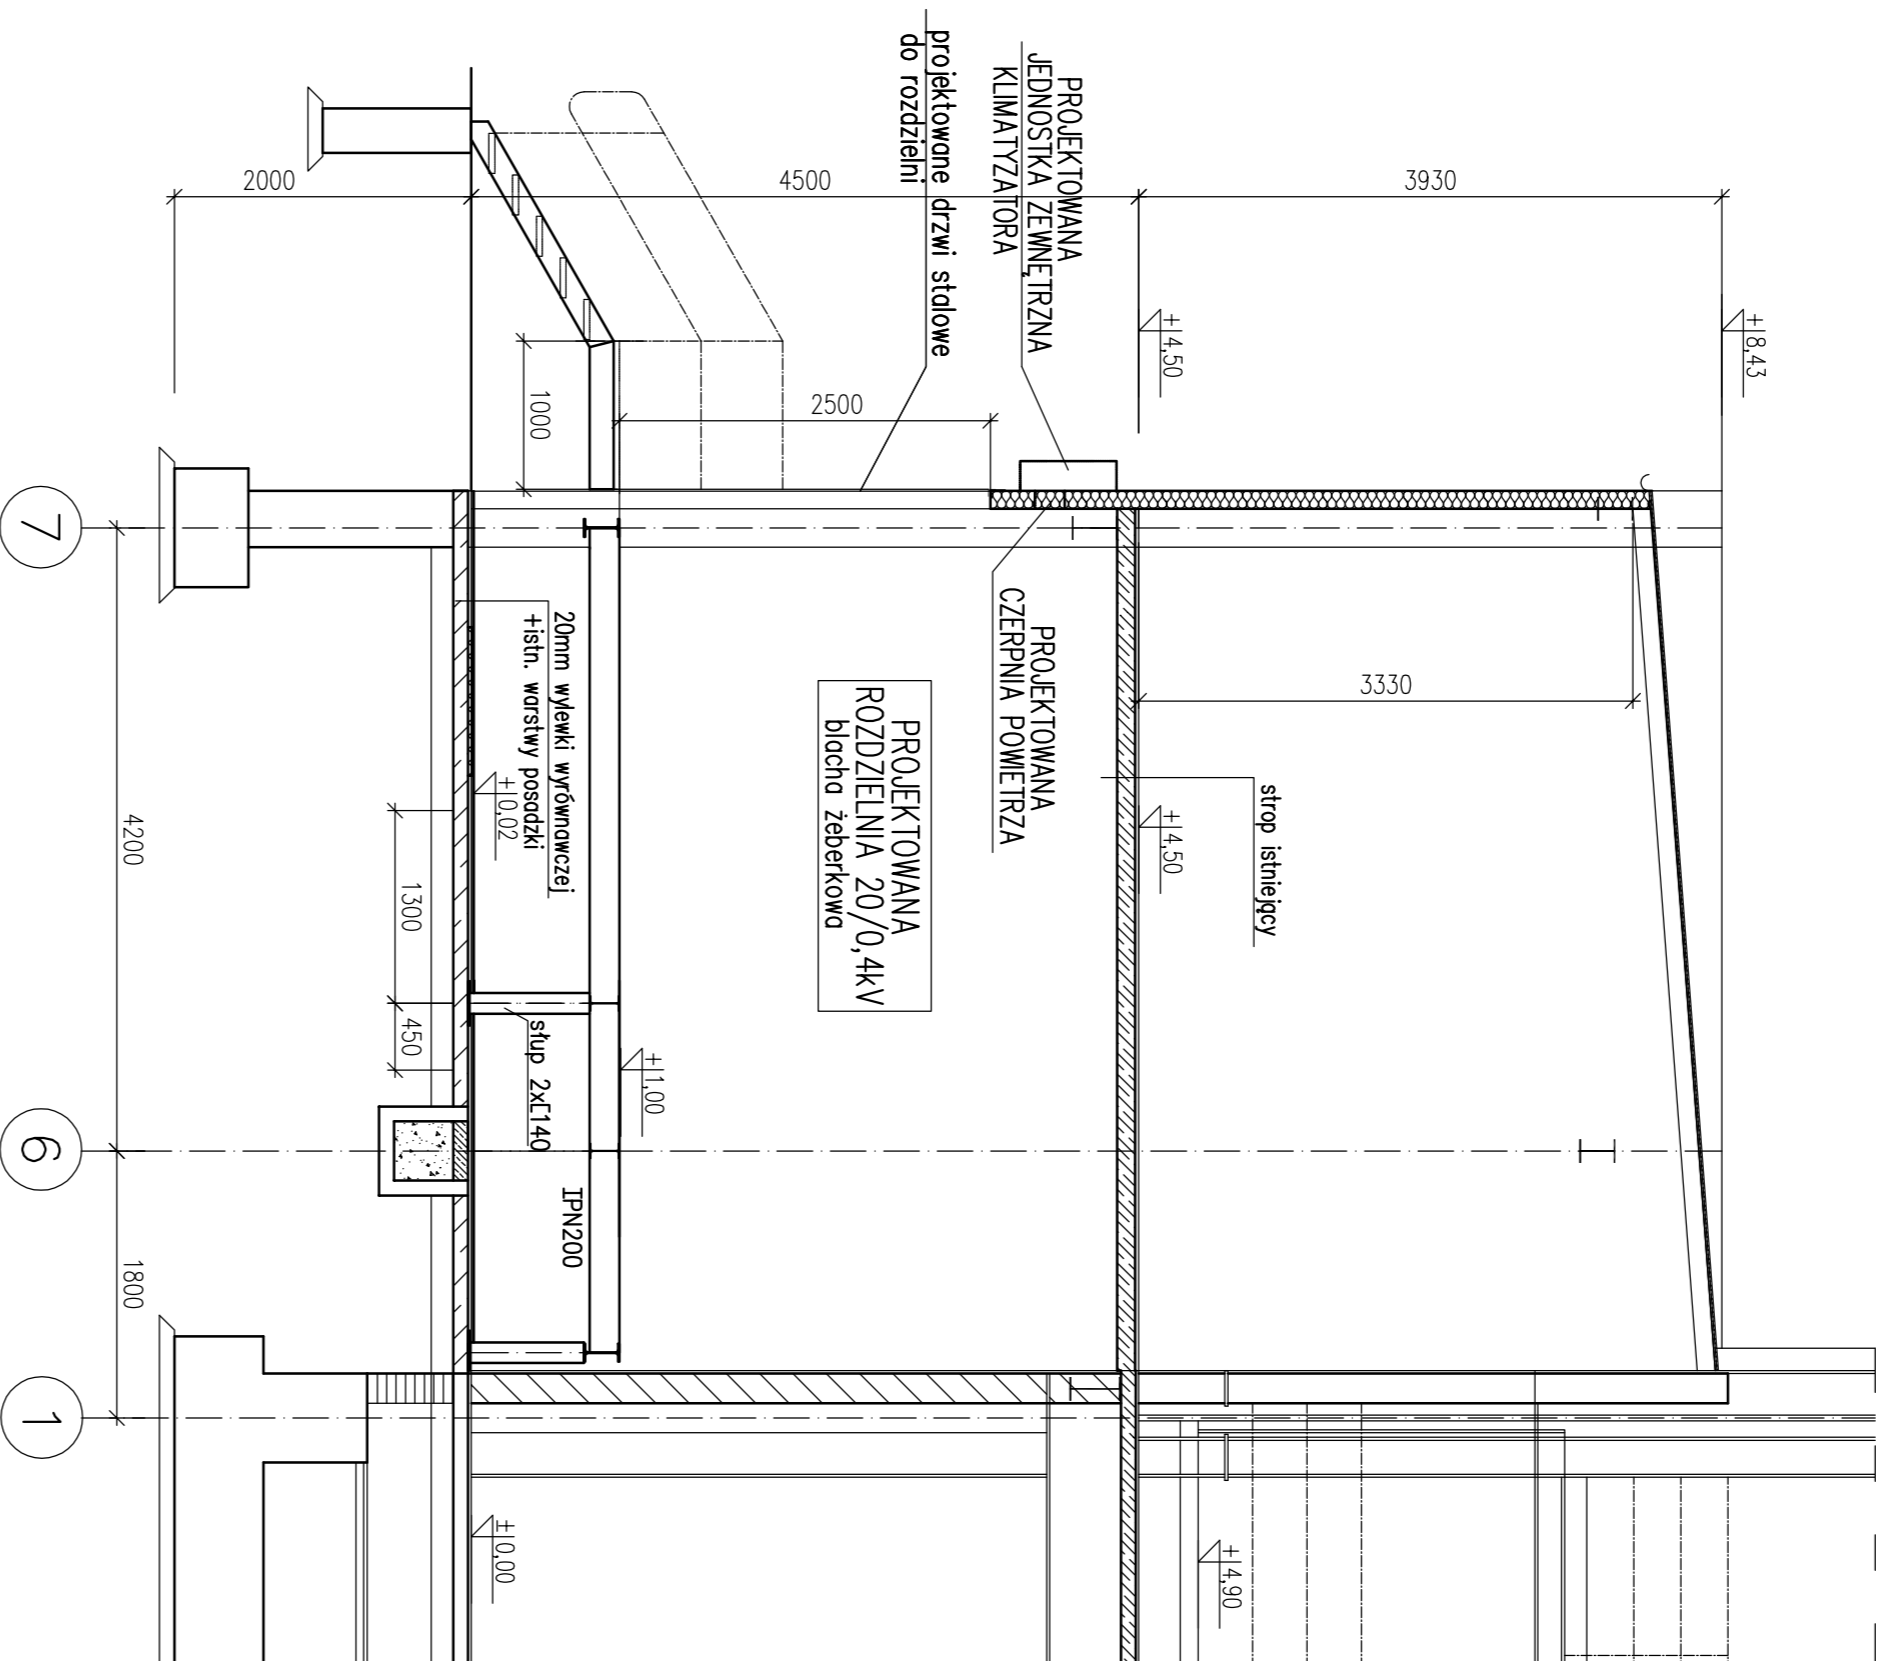 2000
4500
3930
PROJEKTOWANA
JEDNOSTKA ZEWNĘTRZNA
KLIMATYZATORA
projektowane drzwi stalowe
do rozdzielni
+4,50
+8,43
1000
2500
7
PROJEKTOWANA
CZERPNIA POWIETRZA
3330
20mm wylewki wyrównawczej
+istn. warstwy posadzki
+0,02
PROJEKTOWANA
ROZDZIELNIA 20/0,4kV
blacha żeberkowa
strop istniejący
+4,50
4200
1300
450
słup 2x[140
+1,00
6
IPN200
1800
1
±0,00
+4,90